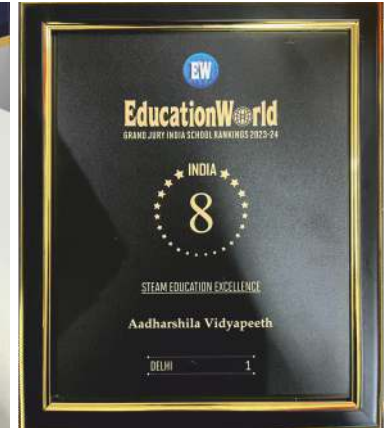 EW
EducationWorld
GRAND JURY INDIA SCHOOL RANKINGS 2023-24
INDIA
8
STEAM EDUCATION EXCELLENCE
Aadharshila Vidyapeeth
DELHI 1